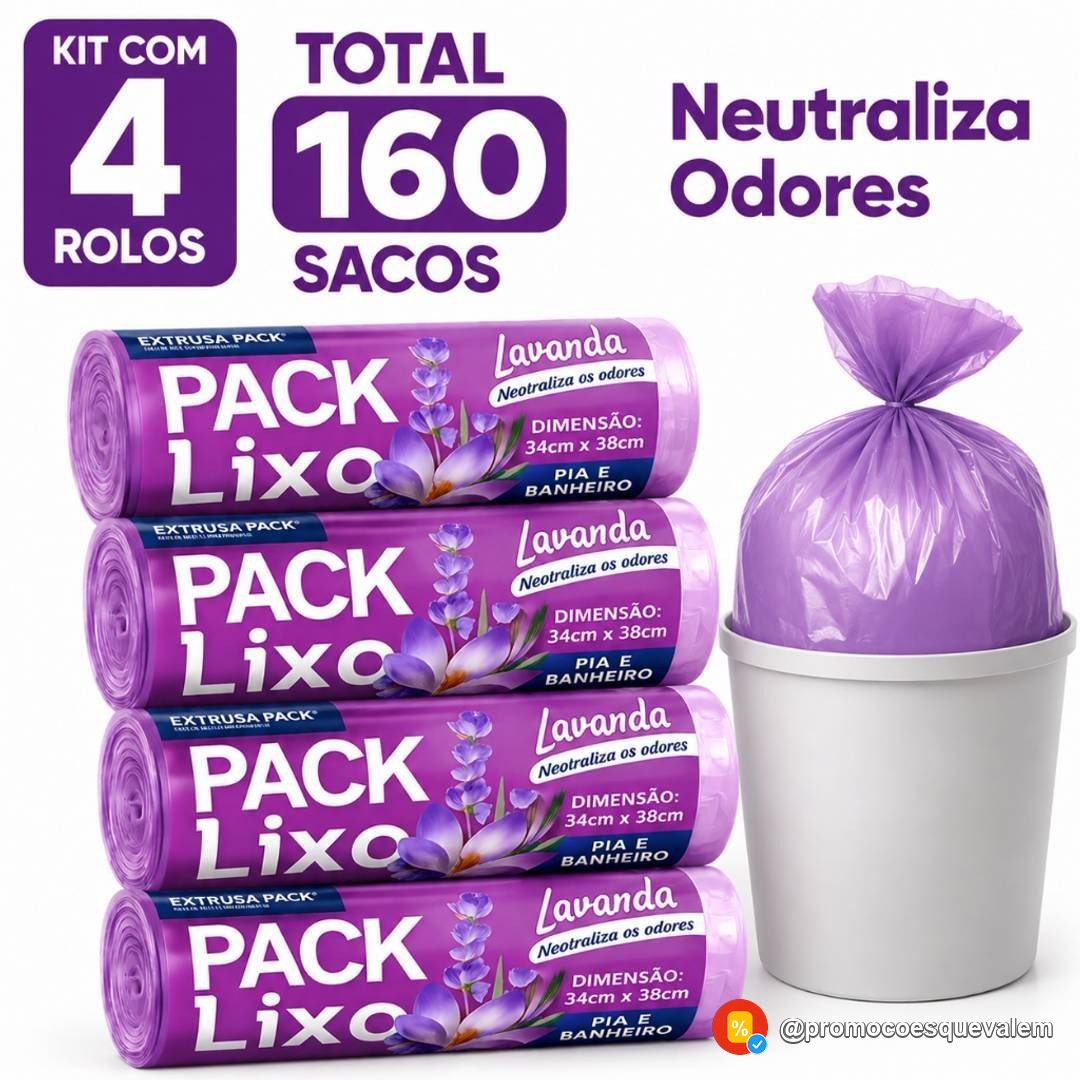 KIT COM
4
ROLOS
TOTAL
160
SACOS
Neutraliza
Odores
EXTRUSA PACK®
PACK
Lixo
Lavanda
Neotraliza os odores
DIMENSÃO:
34cm x 38cm
PIA E
BANHEIRO
EXTRUSA PACK®
PACK
Lixo
Lavanda
Neotraliza os odores
DIMENSÃO:
34cm x 38cm
PIA E
BANHEIRO
EXTRUSA PACK®
PACK
Lixo
Lavanda
Neotraliza os odores
DIMENSÃO:
34cm x 38cm
PIA E
BANHEIRO
EXTRUSA PACK®
PACK
Lixo
Lavanda
Neotraliza os odores
DIMENSÃO:
34cm x 38cm
PIA E
BANHEIRO
%
@promocoesquevalem